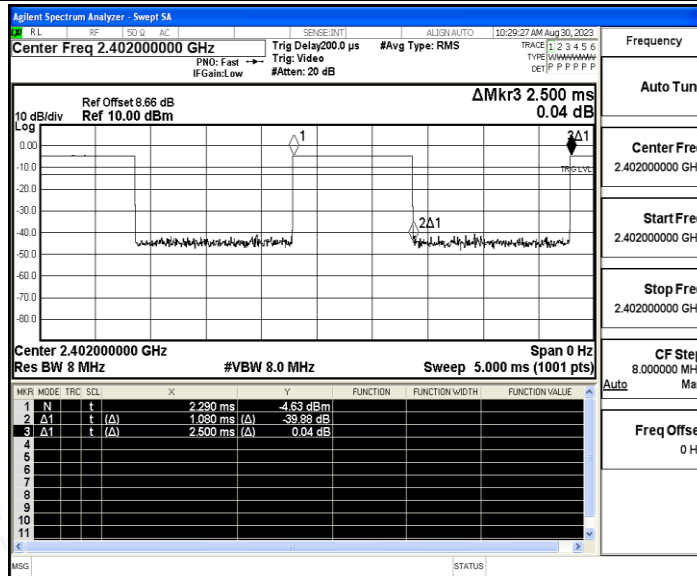 Agilent Spectrum Analyzer - Swept SA
RL RF 50 Ω AC SENSE:INT ALIGN AUTO 10:29:27 AM Aug 30, 2023
Center Freq 2.402000000 GHz
PNO: Fast
IFGain:Low
Trig Delay200.0 µs
Trig: Video
#Atten: 20 dB
#Avg Type: RMS
TRACE 1 2 3 4 5 6
TYPE WWWWWW
DET P P P P P P
Ref Offset 8.66 dB
10 dB/div Ref 10.00 dBm
ΔMkr3 2.500 ms
0.04 dB
Log
0.00
-10.0
-20.0
-30.0
-40.0
-50.0
-60.0
-70.0
-80.0
1
3Δ1
TRIG LVL
2Δ1
Center 2.402000000 GHz
Res BW 8 MHz
#VBW 8.0 MHz
Span 0 Hz
Sweep 5.000 ms (1001 pts)
MKR MODE TRC SCL X Y FUNCTION FUNCTION WIDTH FUNCTION VALUE
1 N t 2.290 ms -4.63 dBm
2 Δ1 t (Δ) 1.080 ms (Δ) -39.88 dB
3 Δ1 t (Δ) 2.500 ms (Δ) 0.04 dB
4
5
6
7
8
9
10
11
MSG STATUS
Frequency
Auto Tun
Center Fre
2.402000000 GH
Start Fre
2.402000000 GH
Stop Fre
2.402000000 GH
CF Step
8.000000 MH
Auto Ma
Freq Offse
0 H